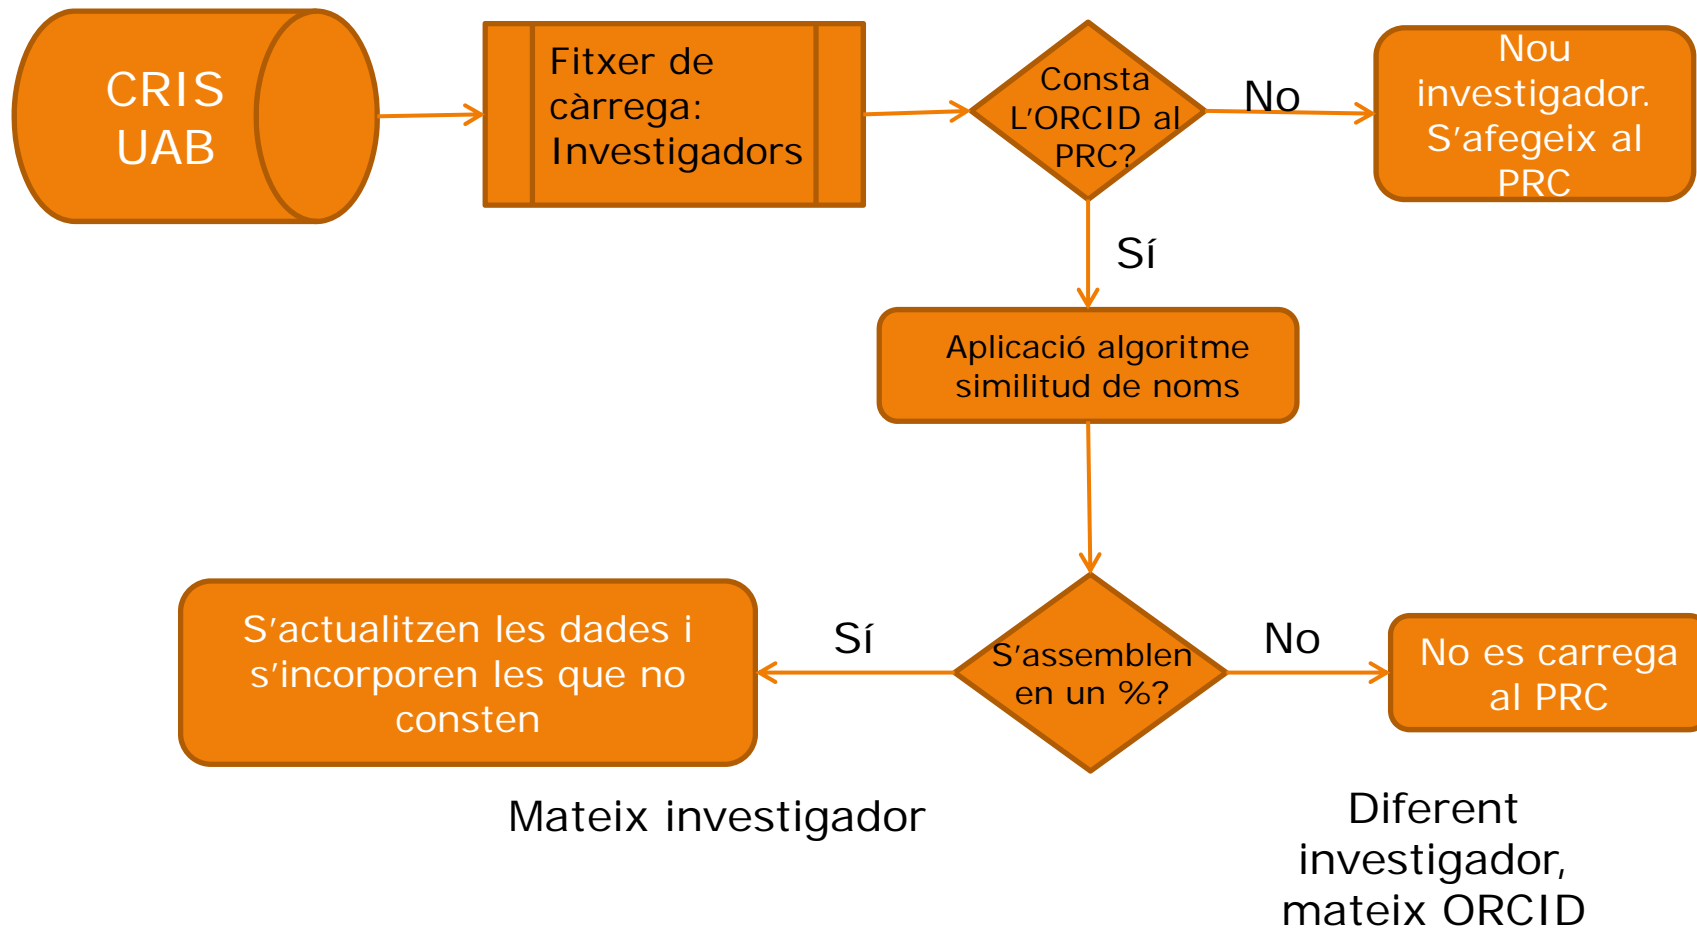 CRIS
UAB
Fitxer de
càrrega:
Investigadors
Consta
L’ORCID al
PRC?
No
Nou
investigador.
S’afegeix al
PRC
Sí
Aplicació algoritme
similitud de noms
S’assemblen
en un %?
Sí
S’actualitzen les dades i
s’incorporen les que no
consten
No
No es carrega
al PRC
Mateix investigador
Diferent
investigador,
mateix ORCID